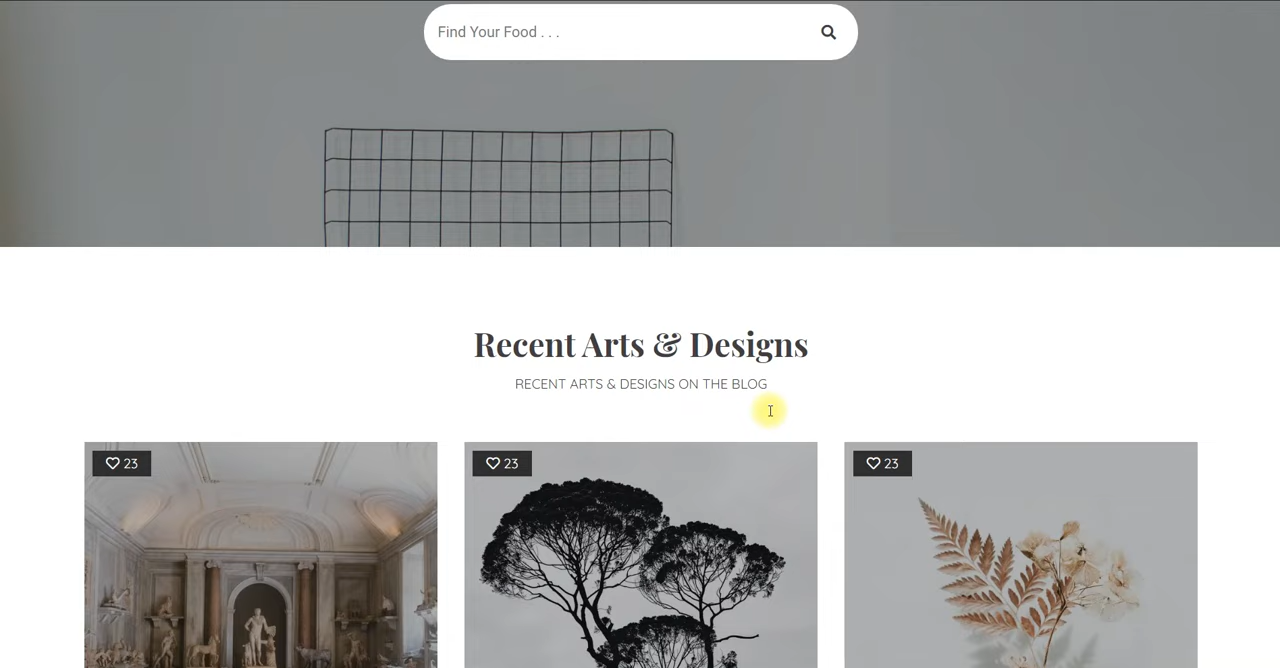 Find Your Food . . .
Recent Arts & Designs
RECENT ARTS & DESIGNS ON THE BLOG
23
23
23